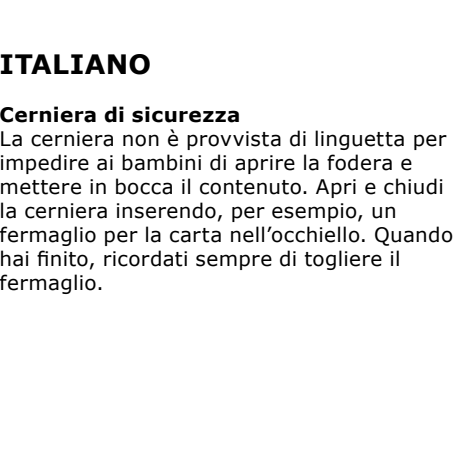 ITALIANO
Cerniera di sicurezza
La cerniera non è provvista di linguetta per
impedire ai bambini di aprire la fodera e
mettere in bocca il contenuto. Apri e chiudi
la cerniera inserendo, per esempio, un
fermaglio per la carta nell’occhiello. Quando
hai finito, ricordati sempre di togliere il
fermaglio.